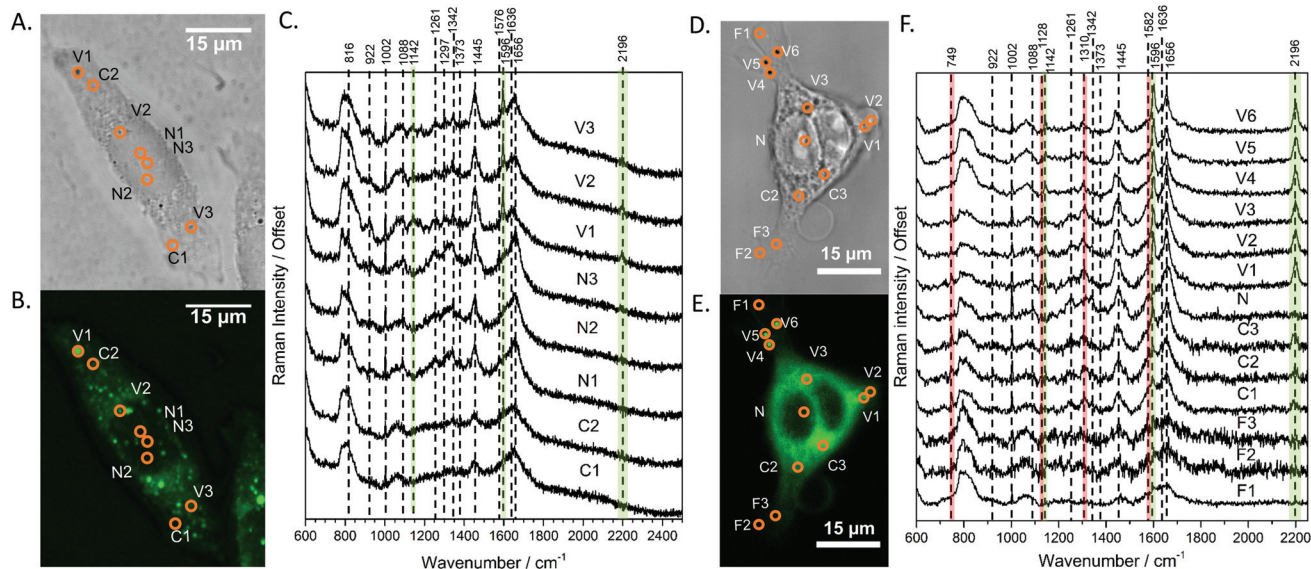 A.
15 µm
V1
C2
V2
N1
N3
N2
V3
C1
B.
15 µm
V1
C2
V2
N1
N3
N2
V3
C1
C.
816
922
1002
1088
1142
1261
1297
1342
1373
1445
1576
1596
1636
1656
2196
V3
V2
V1
N3
N2
N1
C2
C1
Raman Intensity / Offset
600 800 1000 1200 1400 1600 1800 2000 2200 2400
Wavenumber / cm-1
D.
F1
V6
V5
V4
V3
V2
N
V1
C2
C3
F3
F2
15 µm
E.
F1
V6
V5
V4
V3
V2
N
V1
C2
C3
F3
F2
15 µm
F.
749
922
1002
1088
1128
1142
1261
1310
1342
1373
1445
1582
1596
1636
1656
2196
V6
V5
V4
V3
V2
V1
N
C3
C2
C1
F3
F2
F1
Raman intensity / Offset
600 800 1000 1200 1400 1600 1800 2000 2200
Wavenumber / cm-1